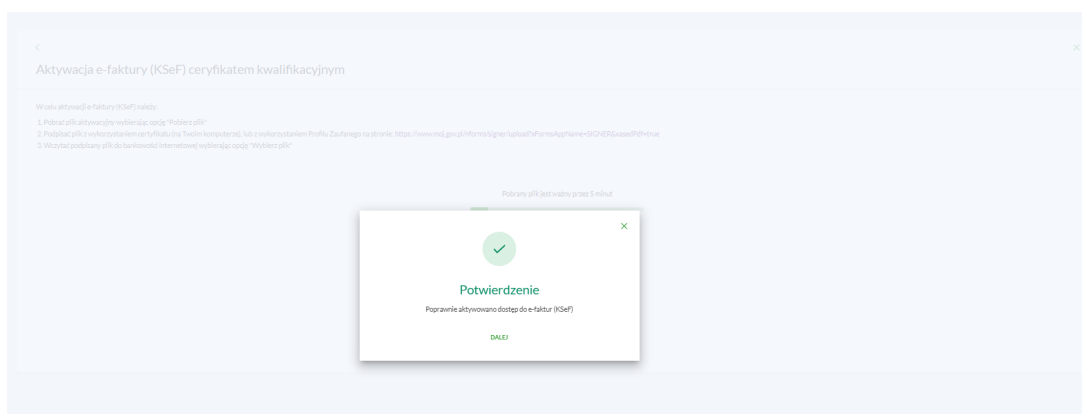 Aktywacja e-faktury (KSeF) ceryfikatem kwalifikacyjnym
W celu aktywacji e-faktury (KSeF) należy:
1. Pobrać plik aktywacyjny wybierając opcję "Pobierz plik"
2. Podpisać plik z wykorzystaniem certyfikatu (na Twoim komputerze), lub z wykorzystaniem Profilu Zaufanego na stronie: https://www.moj.gov.pl/nforms/signer/upload?xFormsAppName=SIGNER&xadesPdf=true
3. Wczytać podpisany plik do bankowości internetowej wybierając opcję "Wybierz plik"
Pobrany plik jest ważny przez 5 minut
Potwierdzenie
Poprawnie aktywowano dostęp do e-faktur (KSeF)
DALEJ